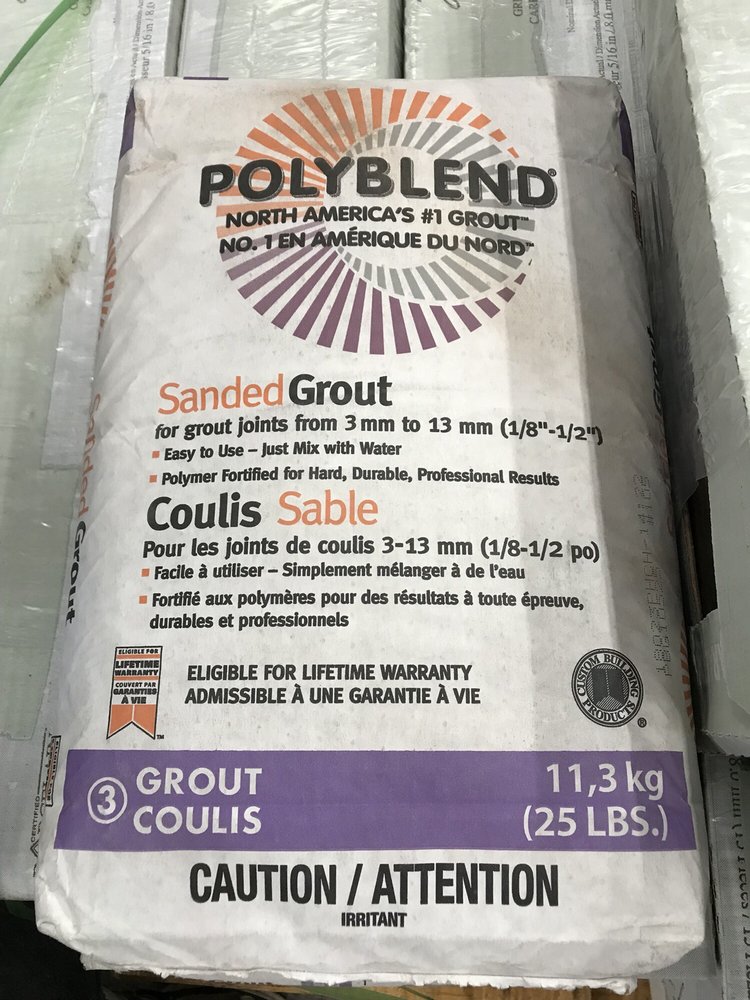 POLYBLEND®
NORTH AMERICA'S #1 GROUT™
NO. 1 EN AMÉRIQUE DU NORD™
Sanded Grout
for grout joints from 3 mm to 13 mm (1/8"-1/2")
Easy to Use – Just Mix with Water
Polymer Fortified for Hard, Durable, Professional Results
Coulis Sable
Pour les joints de coulis 3-13 mm (1/8-1/2 po)
Facile à utiliser – Simplement mélanger à de l'eau
Fortifié aux polymères pour des résultats à toute épreuve,
durables et professionnels
ELIGIBLE FOR
LIFETIME
WARRANTY
COUVERT PAR
GARANTIES
À VIE
TM
ELIGIBLE FOR LIFETIME WARRANTY
ADMISSIBLE À UNE GARANTIE À VIE
CUSTOM BUILDING
PRODUCTS
®
3 GROUT
COULIS
11,3 kg
(25 LBS.)
CAUTION / ATTENTION
IRRITANT
Sanded Grout